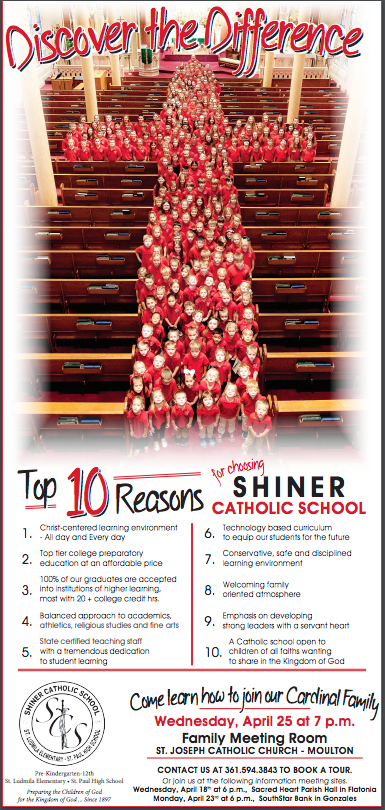 Discover the Difference
Top 10 Reasons for choosing SHINER CATHOLIC SCHOOL
1. Christ-centered learning environment
- All day and Every day
2. Top tier college preparatory
education at an affordable price
3. 100% of our graduates are accepted
into institutions of higher learning,
most with 20 + college credit hrs.
4. Balanced approach to academics,
athletics, religious studies and fine arts
5. State certified teaching staff
with a tremendous dedication
to student learning
6. Technology based curriculum
to equip our students for the future
7. Conservative, safe and disciplined
learning environment
8. Welcoming family
oriented atmosphere
9. Emphasis on developing
strong leaders with a servant heart
10. A Catholic school open to
children of all faiths wanting
to share in the Kingdom of God
SHINER CATHOLIC SCHOOL
SCS
ST. LUDMILA ELEMENTARY • ST. PAUL HIGH SCHOOL
Pre-Kindergarten-12th
St. Ludmila Elementary • St. Paul High School
Preparing the Children of God
for the Kingdom of God ... Since 1897
Come learn how to join our Cardinal Family
Wednesday, April 25 at 7 p.m.
Family Meeting Room
ST. JOSEPH CATHOLIC CHURCH - MOULTON
CONTACT US AT 361.594.3843 TO BOOK A TOUR.
Or join us at the following information meeting sites.
Wednesday, April 18th at 6 p.m., Sacred Heart Parish Hall in Flatonia
Monday, April 23rd at 6 p.m., SouthStar Bank in Gonzales